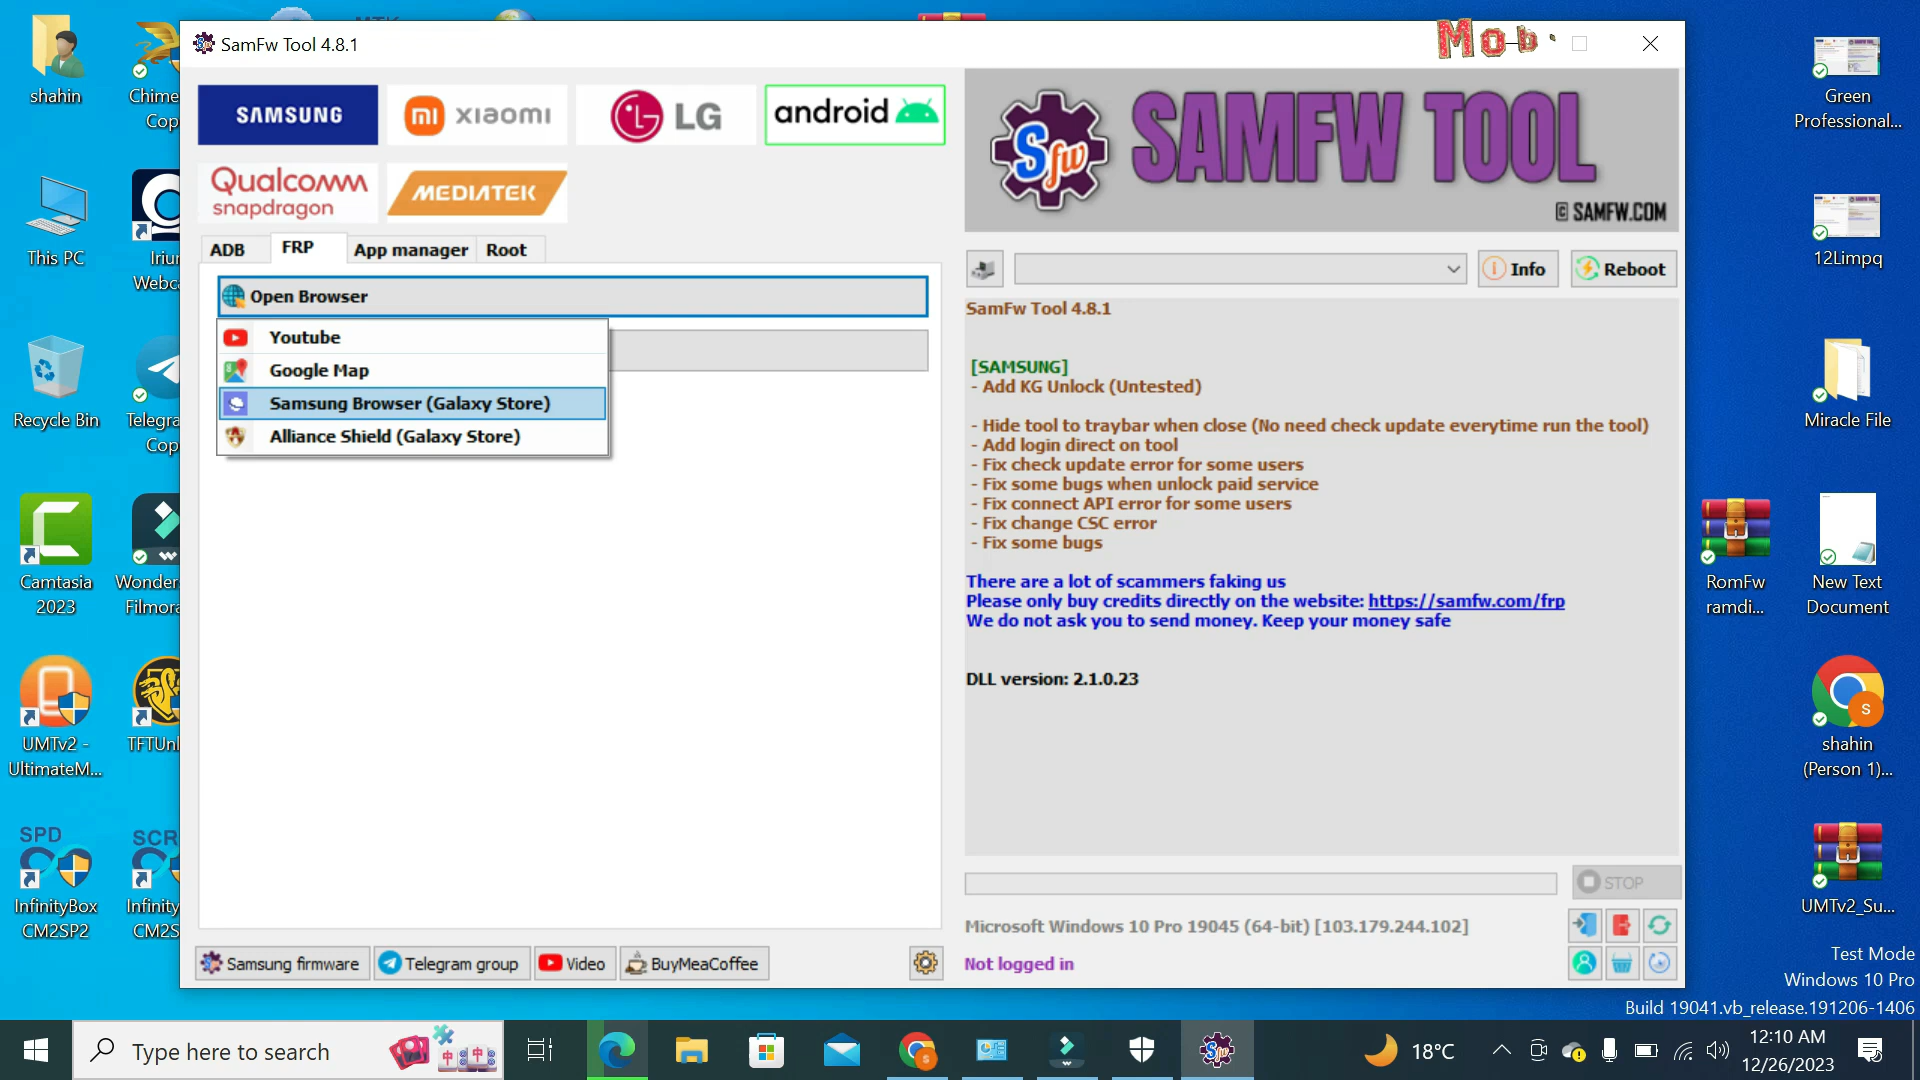 shahin
Chime
Cop
This PC
Iriu
Webca
Recycle Bin
Telegra
Cop
Camtasia
2023
Wonder
Filmora
UMTv2 -
UltimateM...
TFTUnl
SPD
InfinityBox
CM2SP2
SCR
Infinity
CM2S
SamFw Tool 4.8.1
Mob
SAMSUNG
xiaomi
LG
android
Qualcomm
snapdragon
MEDIATEK
ADB
FRP
App manager
Root
Open Browser
Youtube
Google Map
Samsung Browser (Galaxy Store)
Alliance Shield (Galaxy Store)
Samsung firmware
Telegram group
Video
BuyMeaCoffee
Sfw
SAMFW TOOL
© SAMFW.COM
Info
Reboot
SamFw Tool 4.8.1
[SAMSUNG]
- Add KG Unlock (Untested)
- Hide tool to traybar when close (No need check update everytime run the tool)
- Add login direct on tool
- Fix check update error for some users
- Fix some bugs when unlock paid service
- Fix connect API error for some users
- Fix change CSC error
- Fix some bugs
There are a lot of scammers faking us
Please only buy credits directly on the website: https://samfw.com/frp
We do not ask you to send money. Keep your money safe
DLL version: 2.1.0.23
STOP
Microsoft Windows 10 Pro 19045 (64-bit) [103.179.244.102]
Not logged in
Green
Professional...
12Limpq
Miracle File
RomFw
ramdi...
New Text
Document
shahin
(Person 1)...
UMTv2_Su...
Test Mode
Windows 10 Pro
Build 19041.vb_release.191206-1406
Type here to search
18°C
12:10 AM
12/26/2023